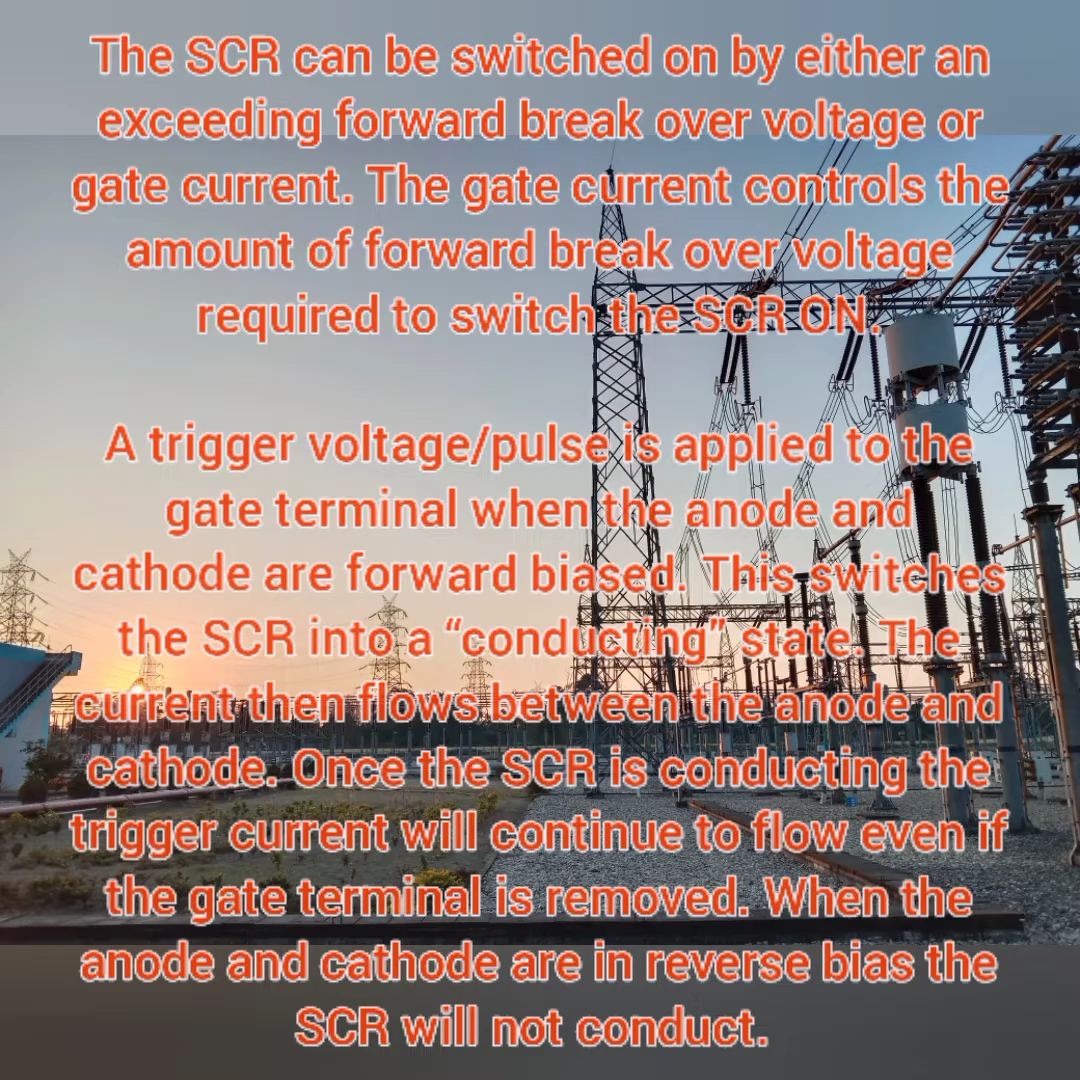 The SCR can be switched on by either an
exceeding forward break over voltage or
gate current. The gate current controls the
amount of forward break over voltage
required to switch the SCR ON.
A trigger voltage/pulse is applied to the
gate terminal when the anode and
cathode are forward biased. This switches
the SCR into a “conducting” state. The
current then flows between the anode and
cathode. Once the SCR is conducting the
trigger current will continue to flow even if
the gate terminal is removed. When the
anode and cathode are in reverse bias the
SCR will not conduct.